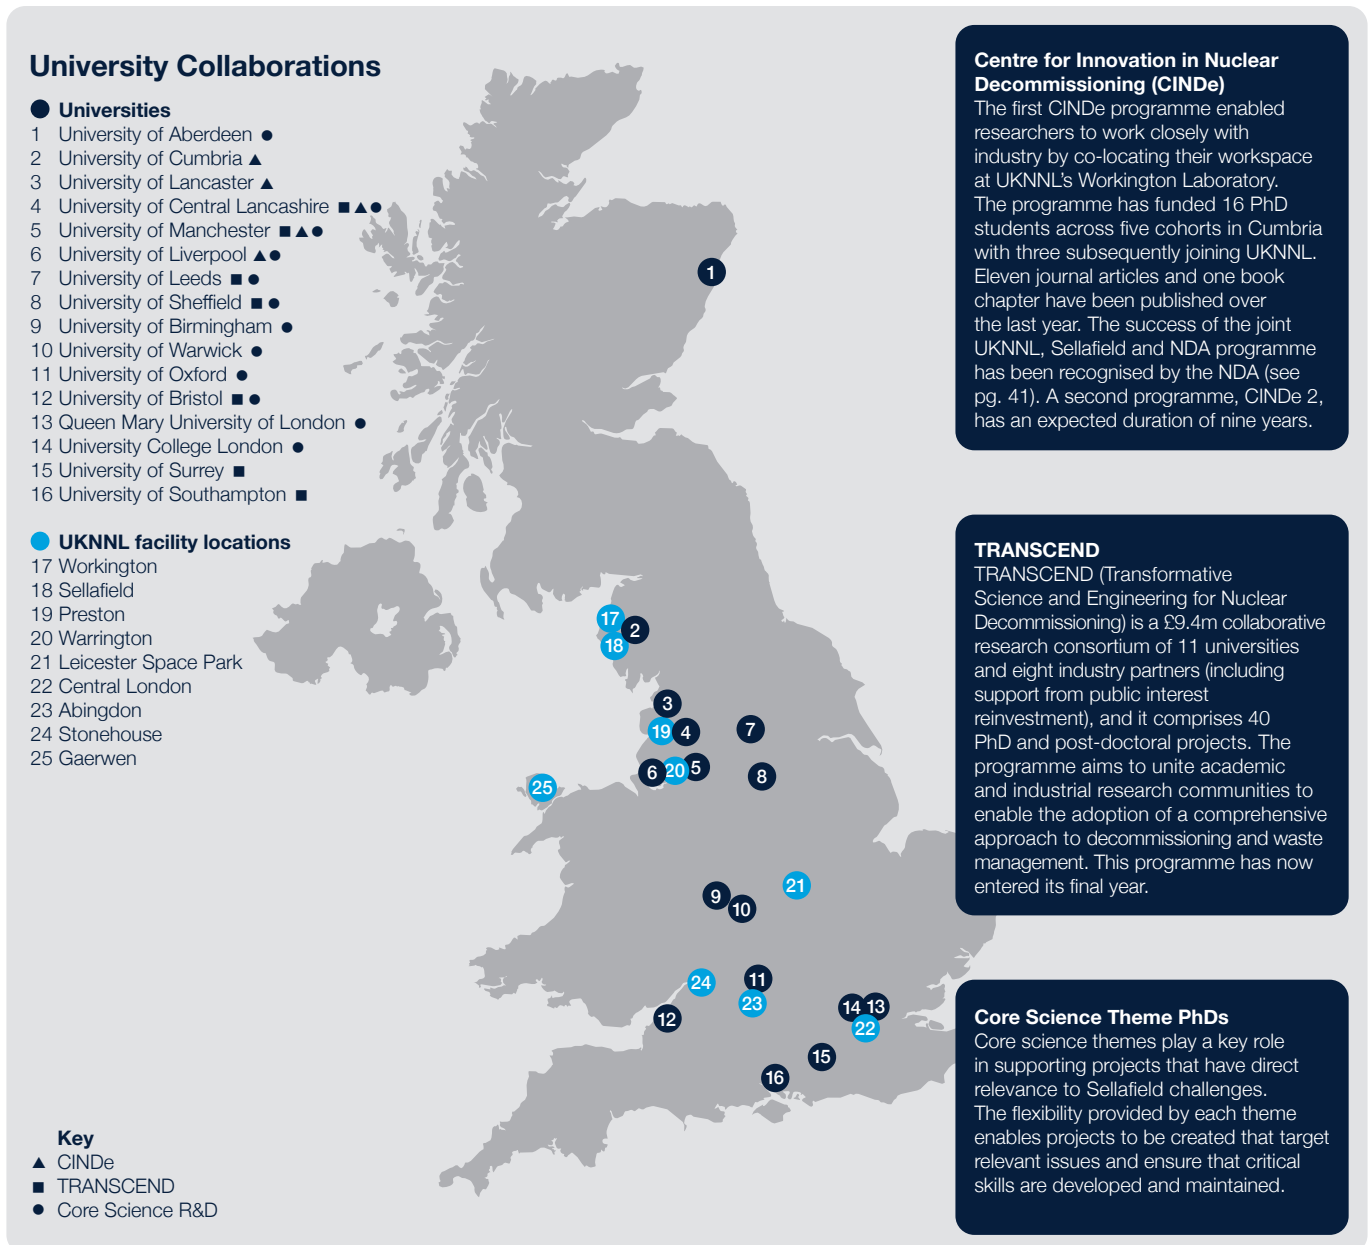 University Collaborations
Universities
1 University of Aberdeen ●
2 University of Cumbria ▲
3 University of Lancaster ▲
4 University of Central Lancashire ■ ▲ ●
5 University of Manchester ■ ▲ ●
6 University of Liverpool ▲ ●
7 University of Leeds ■ ●
8 University of Sheffield ■ ●
9 University of Birmingham ●
10 University of Warwick ●
11 University of Oxford ●
12 University of Bristol ■ ●
13 Queen Mary University of London ●
14 University College London ●
15 University of Surrey ■
16 University of Southampton ■
UKNNL facility locations
17 Workington
18 Sellafield
19 Preston
20 Warrington
21 Leicester Space Park
22 Central London
23 Abingdon
24 Stonehouse
25 Gaerwen
Key
▲ CINDe
■ TRANSCEND
● Core Science R&D
1
17
2
18
3
19
4
7
6
20
5
8
25
21
9
10
24
11
23
12
14
13
22
15
16
Centre for Innovation in Nuclear
Decommissioning (CINDe)
The first CINDe programme enabled
researchers to work closely with
industry by co-locating their workspace
at UKNNL's Workington Laboratory.
The programme has funded 16 PhD
students across five cohorts in Cumbria
with three subsequently joining UKNNL.
Eleven journal articles and one book
chapter have been published over
the last year. The success of the joint
UKNNL, Sellafield and NDA programme
has been recognised by the NDA (see
pg. 41). A second programme, CINDe 2,
has an expected duration of nine years.
TRANSCEND
TRANSCEND (Transformative
Science and Engineering for Nuclear
Decommissioning) is a £9.4m collaborative
research consortium of 11 universities
and eight industry partners (including
support from public interest
reinvestment), and it comprises 40
PhD and post-doctoral projects. The
programme aims to unite academic
and industrial research communities to
enable the adoption of a comprehensive
approach to decommissioning and waste
management. This programme has now
entered its final year.
Core Science Theme PhDs
Core science themes play a key role
in supporting projects that have direct
relevance to Sellafield challenges.
The flexibility provided by each theme
enables projects to be created that target
relevant issues and ensure that critical
skills are developed and maintained.